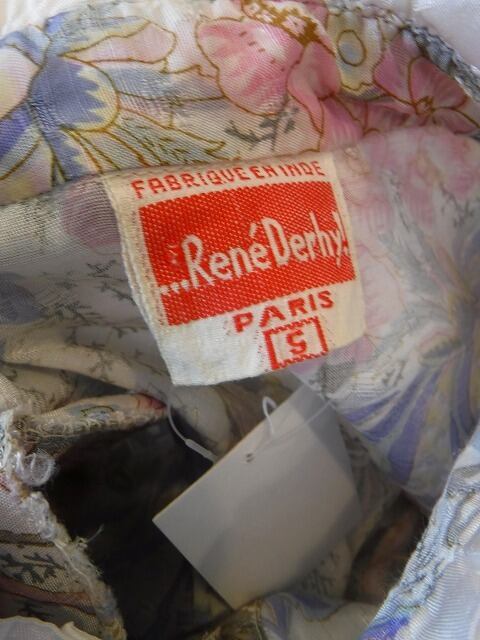 FABRIQUE EN INDE
...René Derhy!
PARIS
S